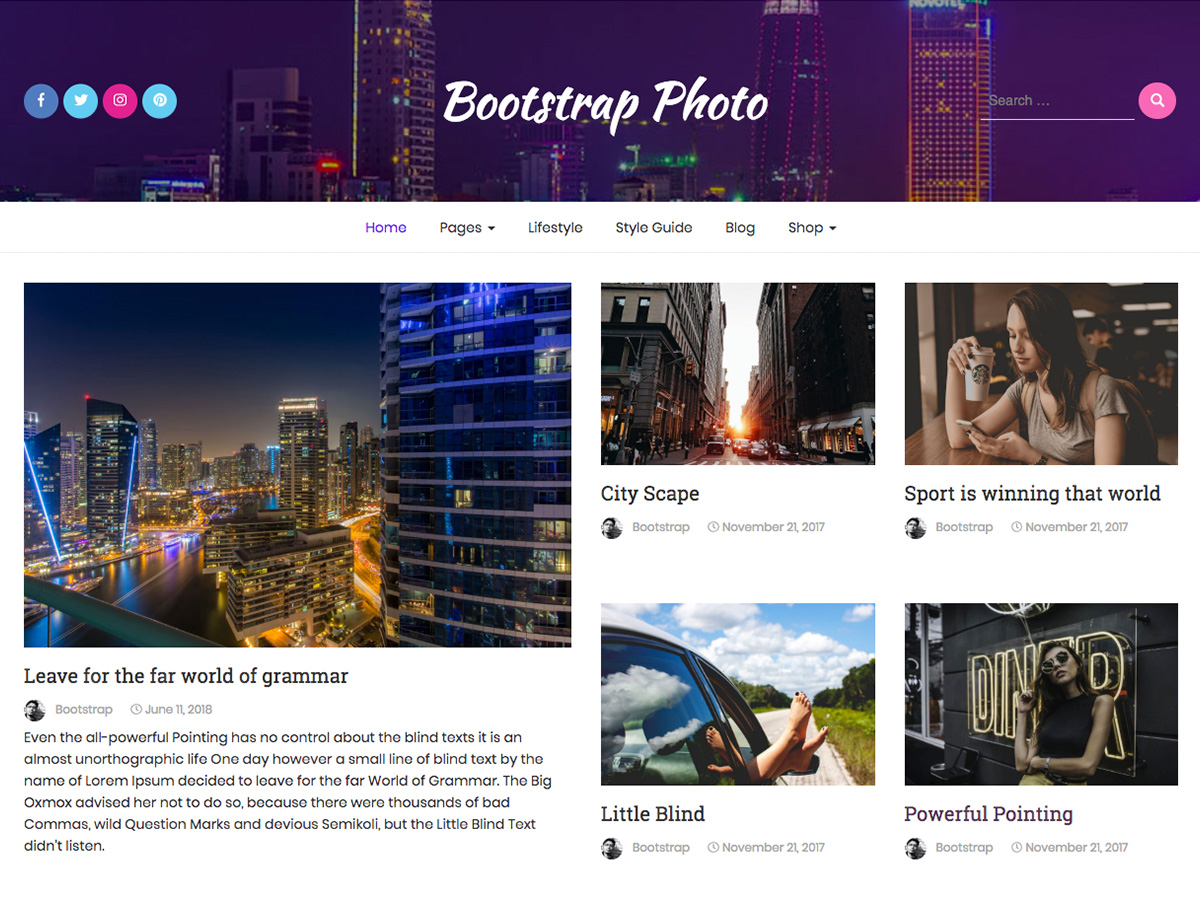 NOVOTEL
Bootstrap Photo
Search ...
Home Pages Lifestyle Style Guide Blog Shop
Leave for the far world of grammar
Bootstrap June 11, 2018
Even the all-powerful Pointing has no control about the blind texts it is an
almost unorthographic life One day however a small line of blind text by the
name of Lorem Ipsum decided to leave for the far World of Grammar. The Big
Oxmox advised her not to do so, because there were thousands of bad
Commas, wild Question Marks and devious Semikoli, but the Little Blind Text
didn't listen.
City Scape
Bootstrap November 21, 2017
Sport is winning that world
Bootstrap November 21, 2017
Little Blind
Bootstrap November 21, 2017
DINER
Powerful Pointing
Bootstrap November 21, 2017